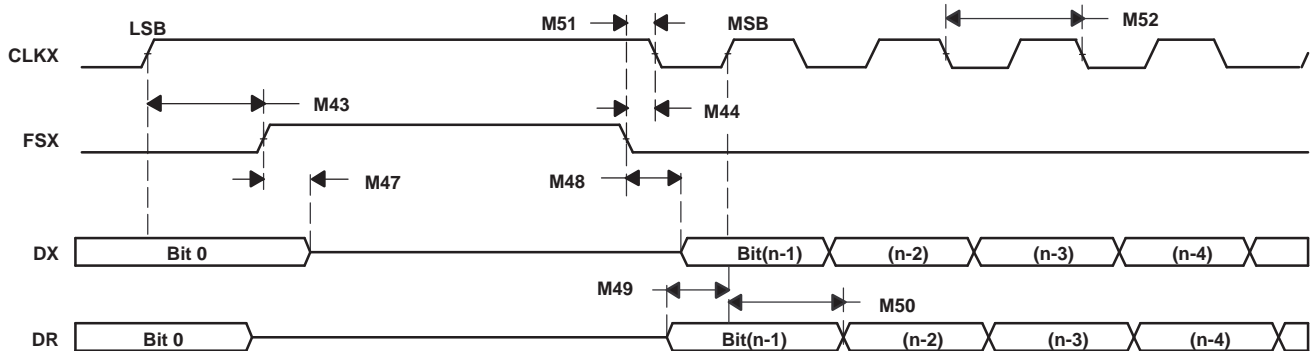 LSB M51 MSB M52
CLKX
M43 M44
FSX
M47 M48
DX Bit 0 Bit(n-1) (n-2) (n-3) (n-4)
M49 M50
DR Bit 0 Bit(n-1) (n-2) (n-3) (n-4)